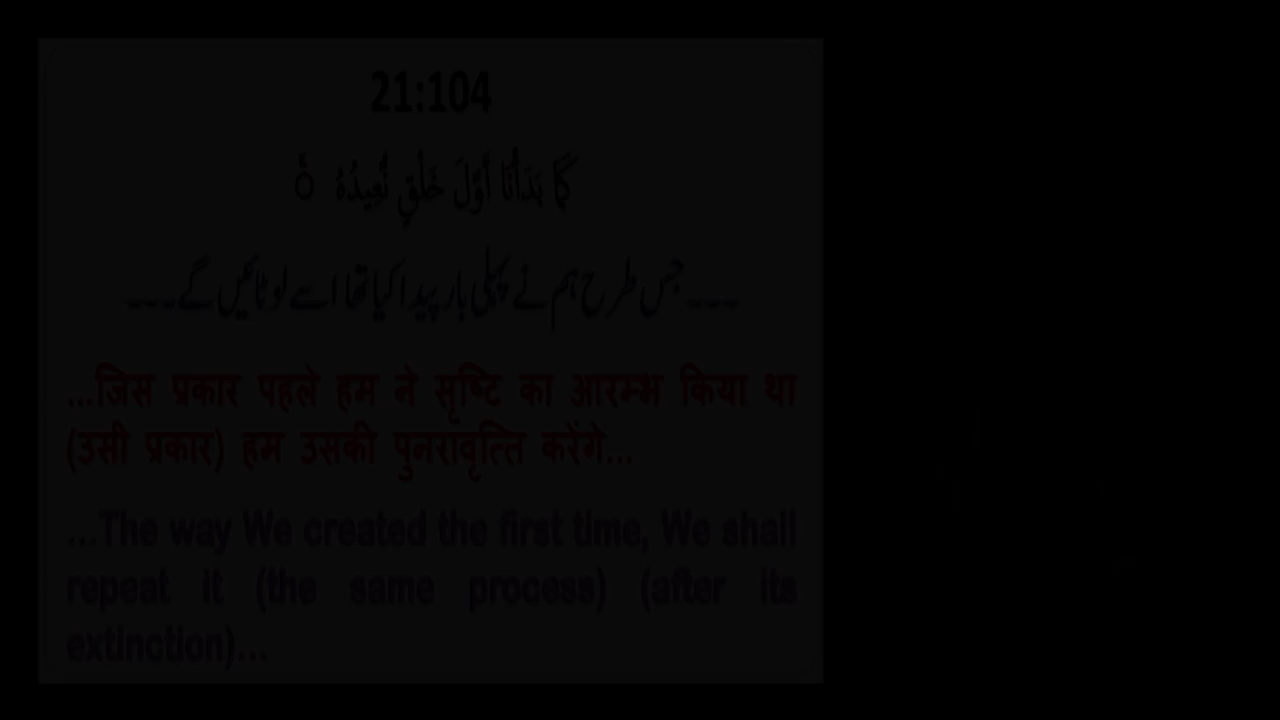 21:104
كَمَا بَدَأْنَا أَوَّلَ خَلْقٍ نُّعِيدُهُ ۚ
---جس طرح ہم نے پہلی بار پیدا کیا تھا اسے لوٹائیں گے---
...जिस प्रकार पहले हम ने सृष्टि का आरम्भ किया था
(उसी प्रकार) हम उसकी पुनरावृत्ति करेंगे...
...The way We created the first time, We shall
repeat it (the same process) (after its
extinction)...